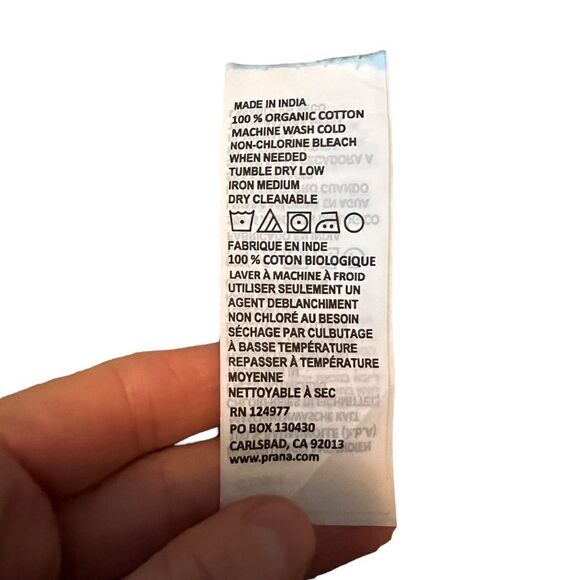 MADE IN INDIA
100 % ORGANIC COTTON
MACHINE WASH COLD
NON-CHLORINE BLEACH
WHEN NEEDED
TUMBLE DRY LOW
IRON MEDIUM
DRY CLEANABLE
FABRIQUE EN INDE
100 % COTON BIOLOGIQUE
LAVER À MACHINE À FROID
UTILISER SEULEMENT UN
AGENT DEBLANCHIMENT
NON CHLORÉ AU BESOIN
SÉCHAGE PAR CULBUTAGE
À BASSE TEMPÉRATURE
REPASSER À TEMPÉRATURE
MOYENNE
NETTOYABLE À SEC
RN 124977
PO BOX 130430
CARLSBAD, CA 92013
www.prana.com